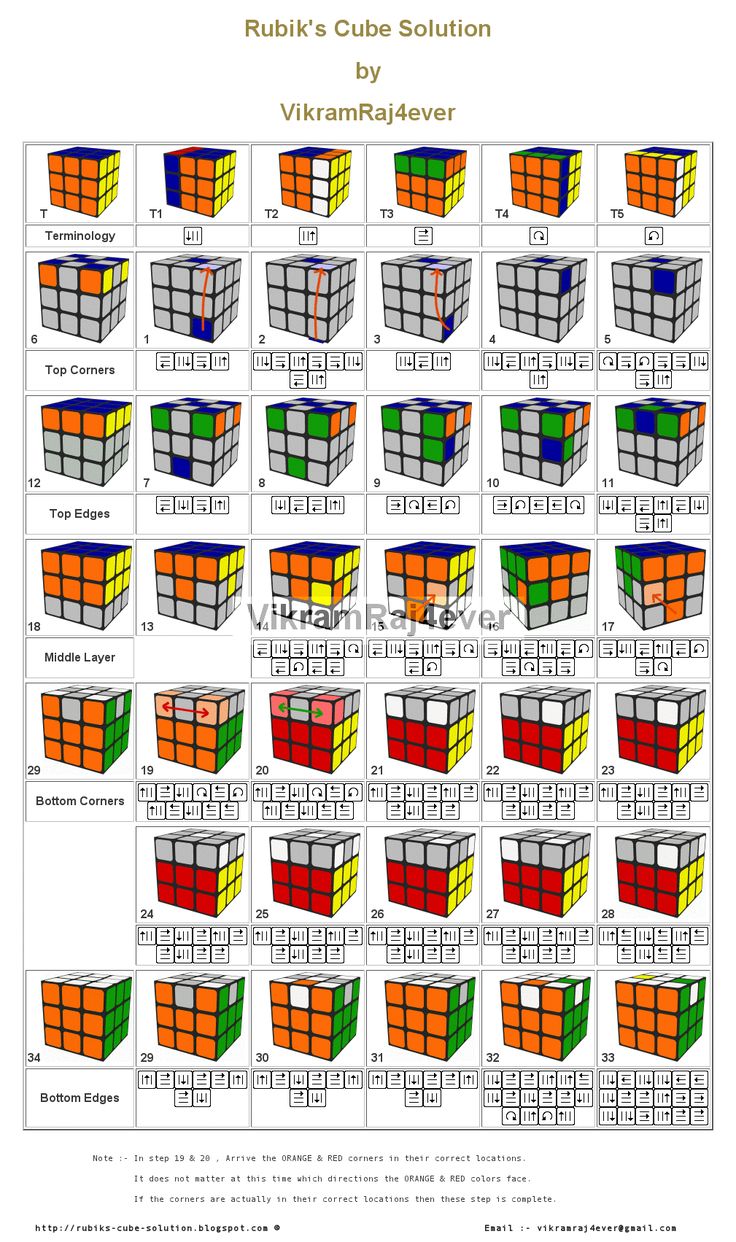 Rubik's Cube Solution
by
VikramRaj4ever
T T1 T2 T3 T4 T5
Terminology
6 1 2 3 4 5
Top Corners
12 7 8 9 10 11
Top Edges
18 13 14 15 16 17
VikramRaj4ever
Middle Layer
29 19 20 21 22 23
Bottom Corners
24 25 26 27 28
34 29 30 31 32 33
Bottom Edges
Note :- In step 19 & 20 , Arrive the ORANGE & RED corners in their correct locations.
It does not matter at this time which directions the ORANGE & RED colors face.
If the corners are actually in their correct locations then these step is complete.
http://rubiks-cube-solution.blogspot.com © Email :- vikramraj4ever@gmail.com